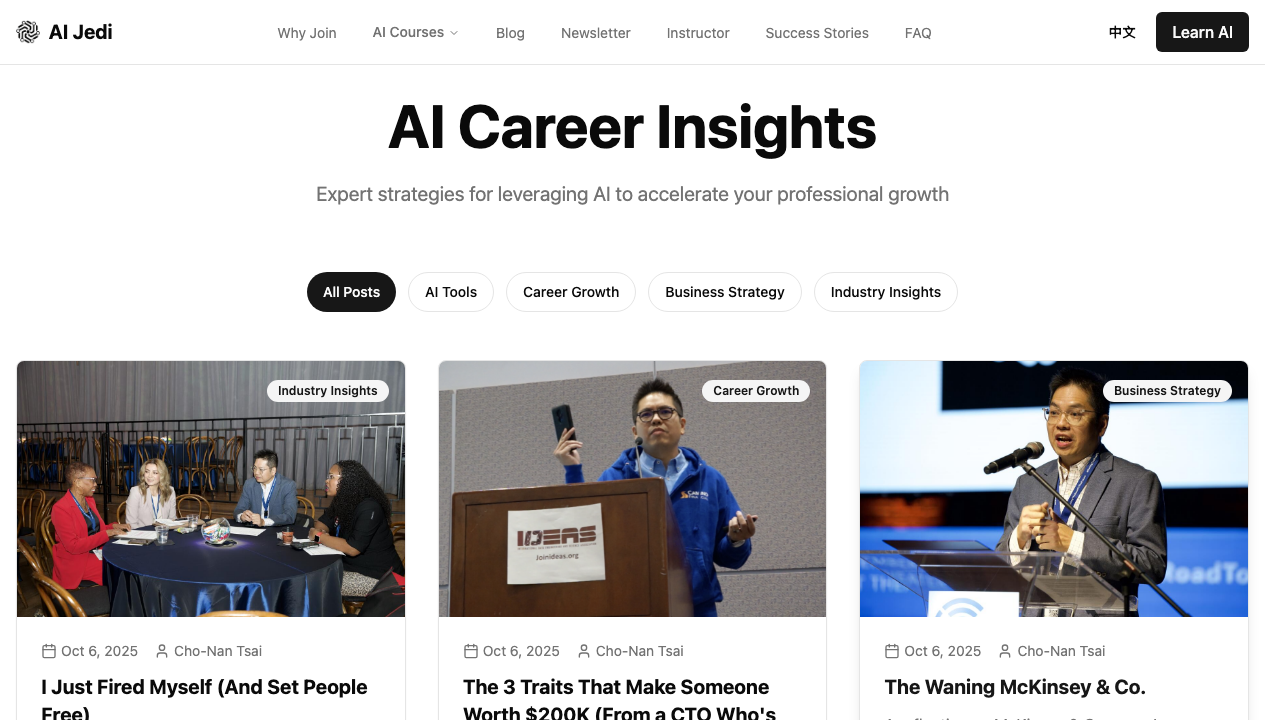 AI Jedi
Why Join
AI Courses
Blog
Newsletter
Instructor
Success Stories
FAQ
中文
Learn AI
AI Career Insights
Expert strategies for leveraging AI to accelerate your professional growth
All Posts
AI Tools
Career Growth
Business Strategy
Industry Insights
Industry Insights
Career Growth
IDEAS
Joinideas.org
Business Strategy
Oct 6, 2025
Cho-Nan Tsai
I Just Fired Myself (And Set People
Free)
Oct 6, 2025
Cho-Nan Tsai
The 3 Traits That Make Someone
Worth $200K (From a CTO Who's
Oct 6, 2025
Cho-Nan Tsai
The Waning McKinsey & Co.